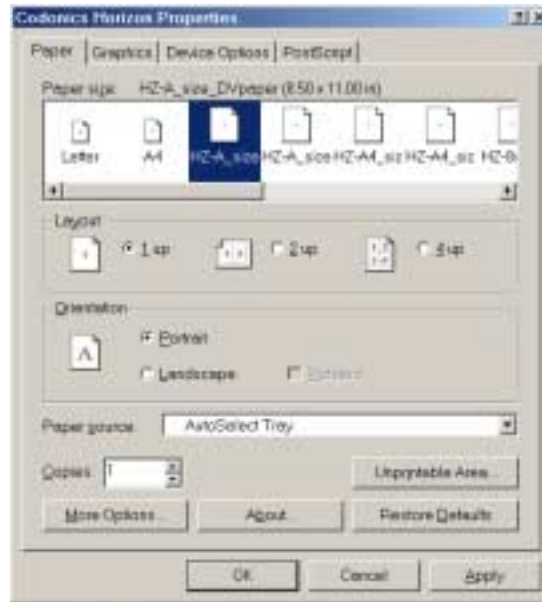 Codonics Horizon Properties
Paper Graphics Device Options PostScript
Paper size: HZ-A_size_DVpaper (8.50 x 11.00 in)
Letter A4 HZ-A_size HZ-A_size HZ-A4_siz HZ-A4_siz HZ-8
Layout
1 up 2 up 4 up
Orientation
Portrait
Landscape Rotated
Paper source: AutoSelect Tray
Copies: 1 Unprintable Area...
More Options... About... Restore Defaults
OK Cancel Apply